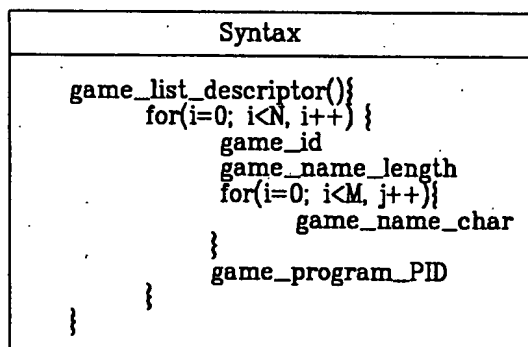 Syntax
game_list_descriptor(){
for(i=0; i<N, i++) {
game_id
game_name_length
for(i=0; i<M, j++){
game_name_char
}
game_program_PID
}
}